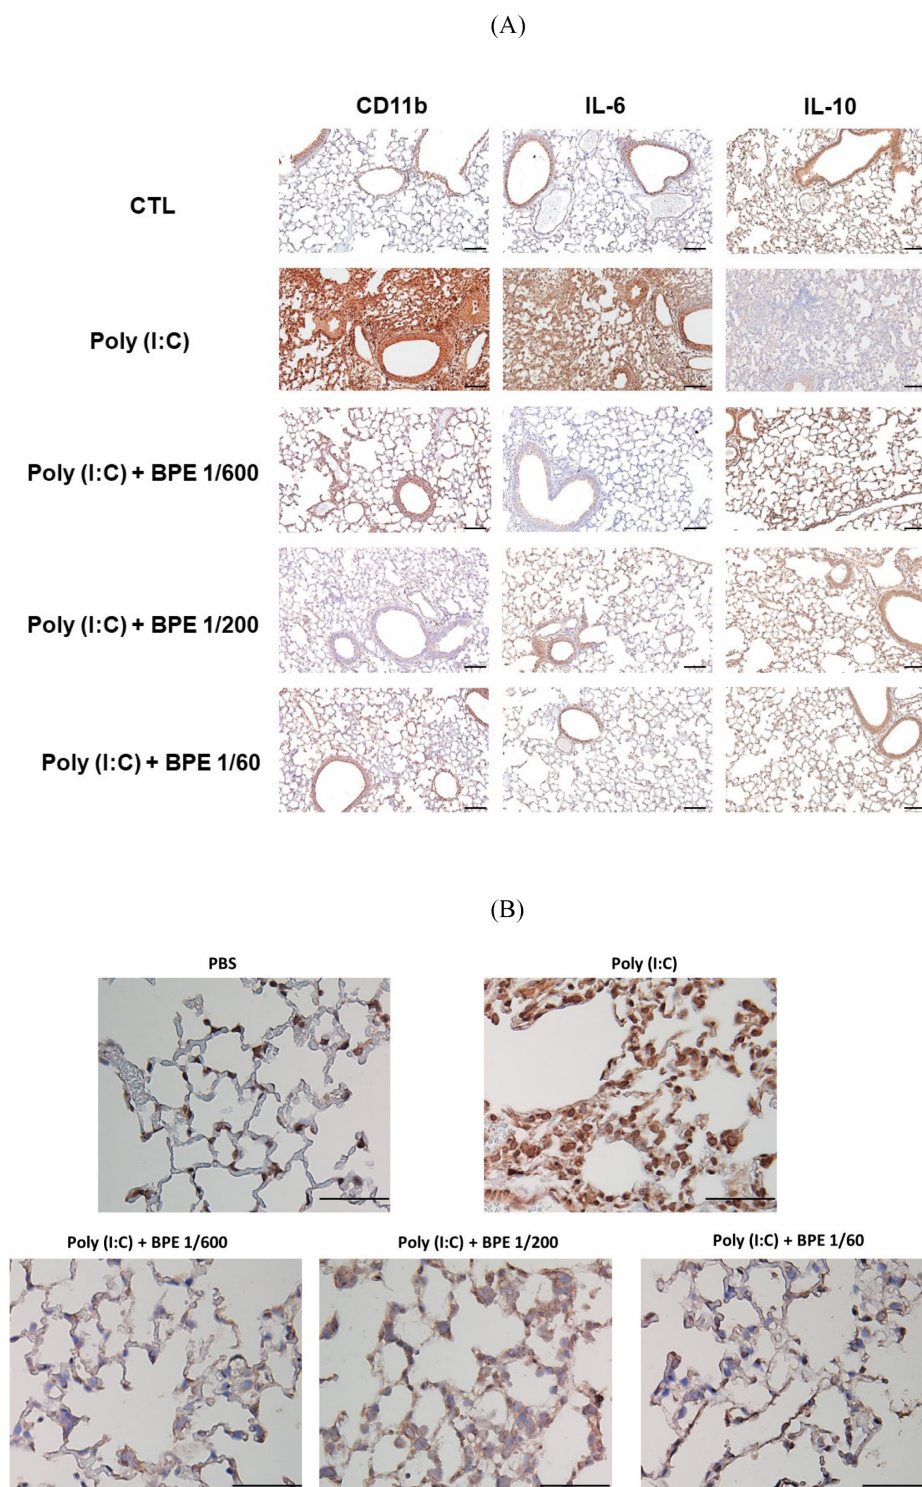 (A)
CD11b IL-6 IL-10
CTL
Poly (I:C)
Poly (I:C) + BPE 1/600
Poly (I:C) + BPE 1/200
Poly (I:C) + BPE 1/60
(B)
PBS Poly (I:C)
Poly (I:C) + BPE 1/600 Poly (I:C) + BPE 1/200 Poly (I:C) + BPE 1/60